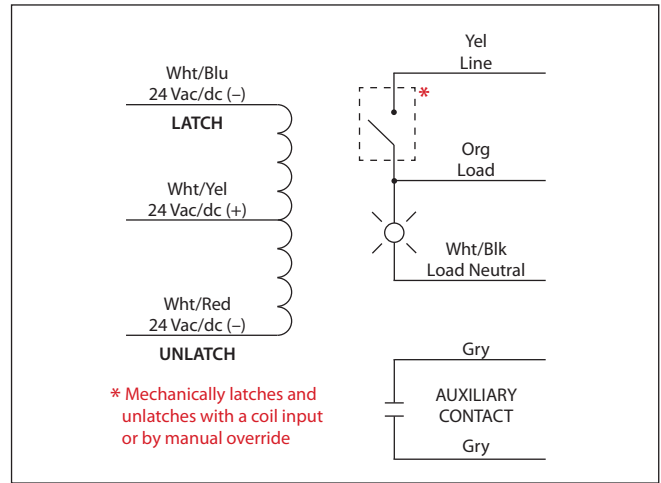 Wht/Blu
24 Vac/dc (–)
LATCH
Wht/Yel
24 Vac/dc (+)
Wht/Red
24 Vac/dc (–)
UNLATCH
* Mechanically latches and
unlatches with a coil input
or by manual override
Yel
Line
*
Org
Load
Wht/Blk
Load Neutral
Gry
AUXILIARY
CONTACT
Gry